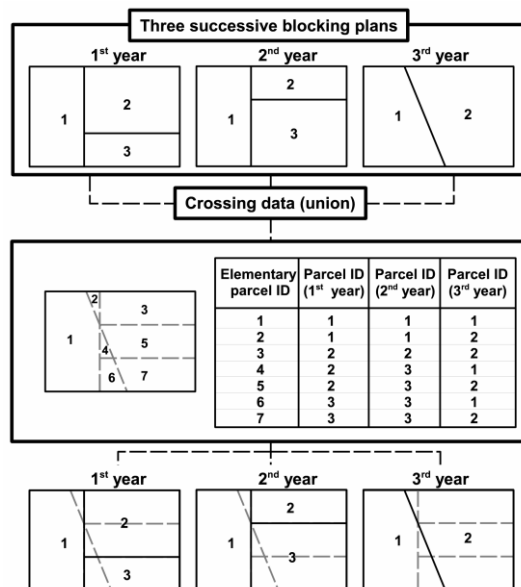 Three successive blocking plans
1st year
2nd year
3rd year
1
2
3
1
2
3
1
2
Crossing data (union)
1
2
3
4
5
6
7
Elementary parcel ID
Parcel ID (1st year)
Parcel ID (2nd year)
Parcel ID (3rd year)
1 1 1 1
2 1 1 2
3 2 2 2
4 2 3 1
5 2 3 2
6 3 3 1
7 3 3 2
1st year
2nd year
3rd year
1
2
3
1
2
3
1
2